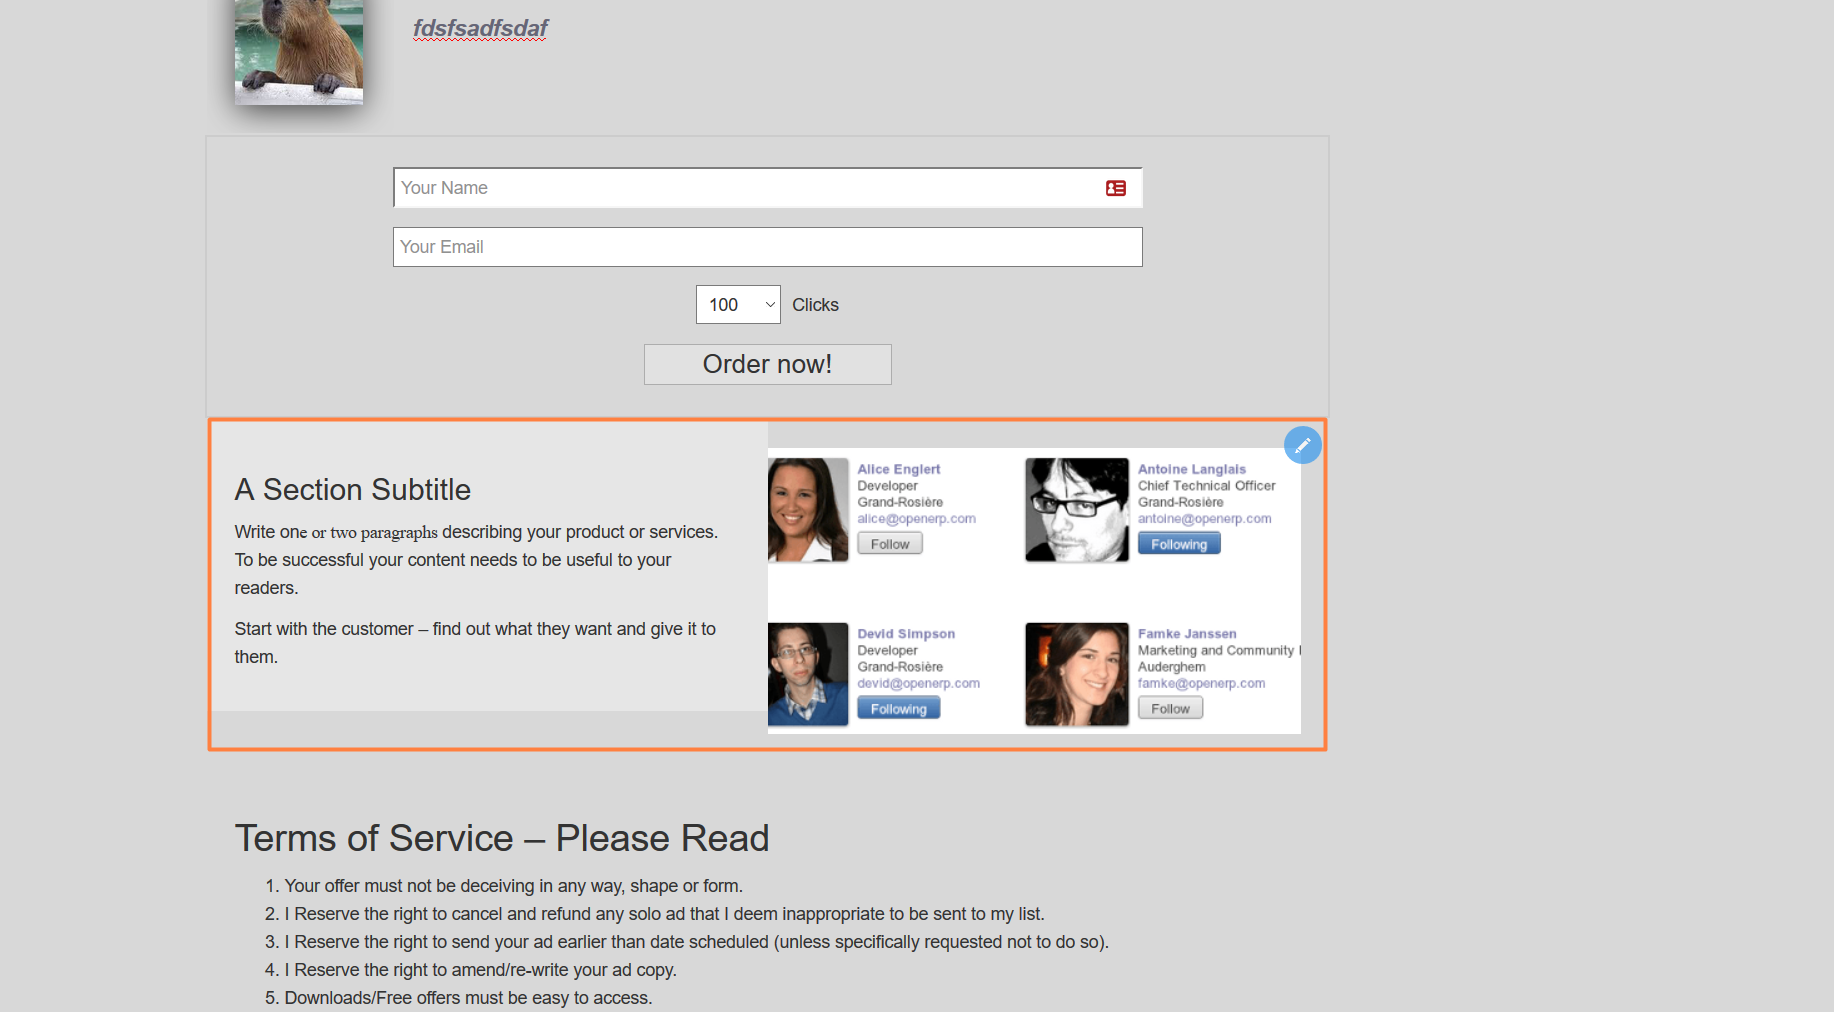 fdsfsadfsdaf
Your Name
Your Email
100 Clicks
Order now!
A Section Subtitle
Write one or two paragraphs describing your product or services.
To be successful your content needs to be useful to your
readers.
Start with the customer – find out what they want and give it to
them.
Alice Englert
Developer
Grand-Rosière
alice@openerp.com
Follow
Antoine Langlais
Chief Technical Officer
Grand-Rosière
antoine@openerp.com
Following
Devid Simpson
Developer
Grand-Rosière
devid@openerp.com
Following
Famke Janssen
Marketing and Community
Auderghem
famke@openerp.com
Follow
Terms of Service – Please Read
1. Your offer must not be deceiving in any way, shape or form.
2. I Reserve the right to cancel and refund any solo ad that I deem inappropriate to be sent to my list.
3. I Reserve the right to send your ad earlier than date scheduled (unless specifically requested not to do so).
4. I Reserve the right to amend/re-write your ad copy.
5. Downloads/Free offers must be easy to access.